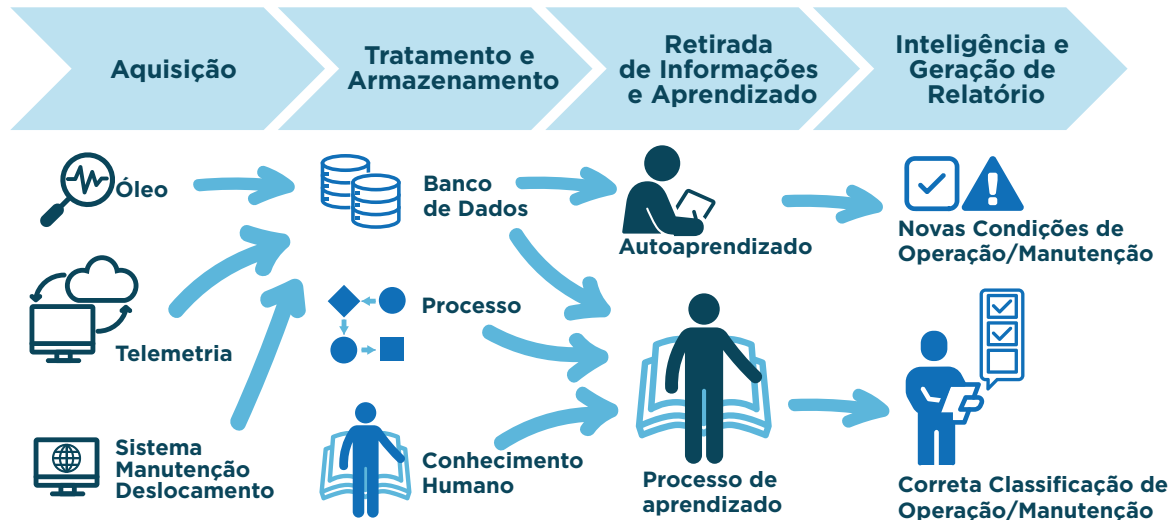 Aquisição
Tratamento e
Armazenamento
Retirada
de Informações
e Aprendizado
Inteligência e
Geração de
Relatório
Óleo
Banco
de Dados
Autoaprendizado
Novas Condições de
Operação/Manutenção
Telemetria
Processo
Sistema
Manutenção
Deslocamento
Conhecimento
Humano
Processo de
aprendizado
Correta Classificação de
Operação/Manutenção